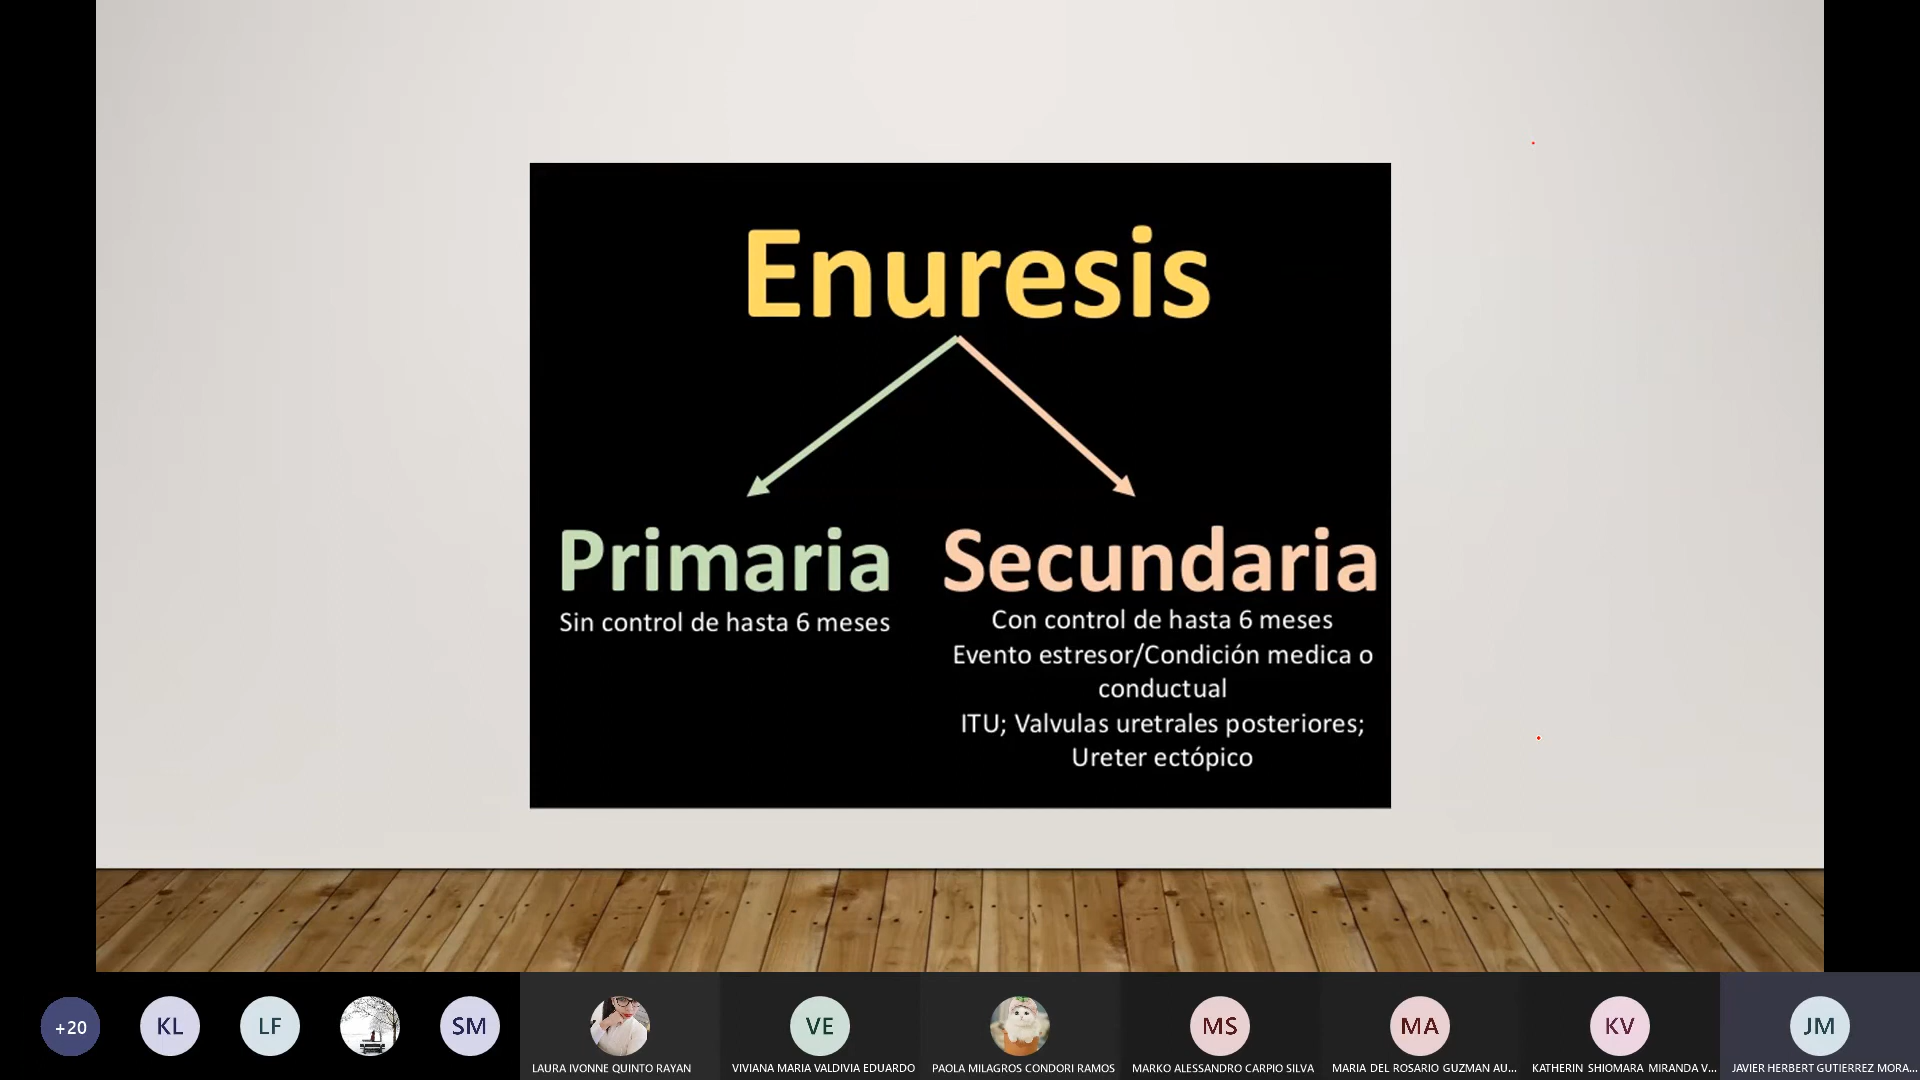 Enuresis
Primaria
Sin control de hasta 6 meses
Secundaria
Con control de hasta 6 meses
Evento estresor/Condición medica o
conductual
ITU; Valvulas uretrales posteriores;
Ureter ectópico
+20
KL
LF
SM
LAURA IVONNE QUINTO RAYAN
VE
VIVIANA MARIA VALDIVIA EDUARDO
PAOLA MILAGROS CONDORI RAMOS
MS
MARKO ALESSANDRO CARPIO SILVA
MA
MARIA DEL ROSARIO GUZMAN AU...
KV
KATHERIN SHIOMARA MIRANDA V...
JM
JAVIER HERBERT GUTIERREZ MORA...